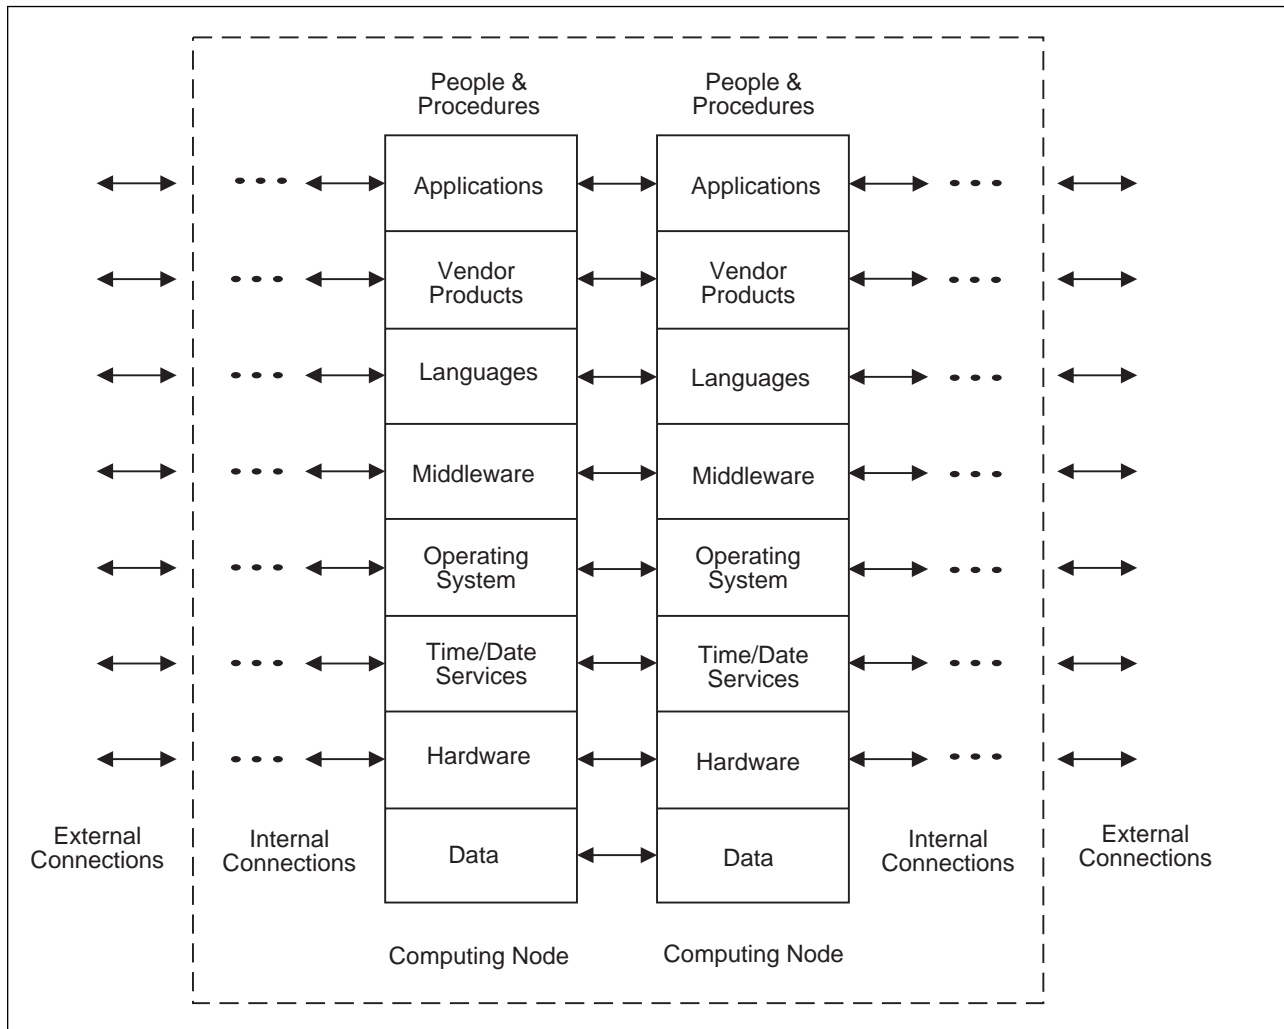 People &
Procedures
People &
Procedures
Applications
Applications
Vendor
Products
Vendor
Products
Languages
Languages
Middleware
Middleware
Operating
System
Operating
System
Time/Date
Services
Time/Date
Services
Hardware
Hardware
External
Connections
Internal
Connections
Data
Data
Internal
Connections
External
Connections
Computing Node
Computing Node